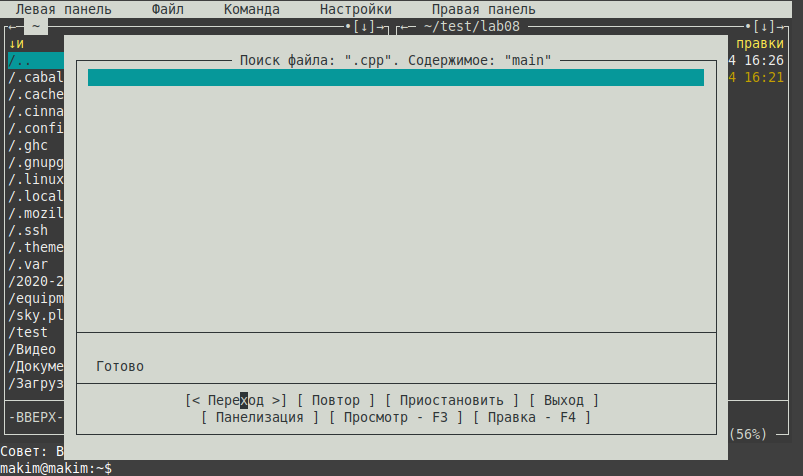 Левая панель Файл Команда Настройки Правая панель
←─ ~ •[↓]→ ←─ ~/test/lab08 •[↓]→
↓и правки
/.. 4 16:26
/.cabal 4 16:21
/.cache
/.cinna
/.confi
/.ghc
/.gnupg
/.linux
/.local
/.mozil
/.ssh
/.theme
/.var
/2020-2
/equipm
/sky.pl
/test
/Видео
/Докуме
/Загруз
Поиск файла: ".cpp". Содержимое: "main"
Готово
[< Переход >] [ Повтор ] [ Приостановить ] [ Выход ]
[ Панелизация ] [ Просмотр - F3 ] [ Правка - F4 ]
-ВВЕРХ-
(56%)
Совет: В
makim@makim:~$